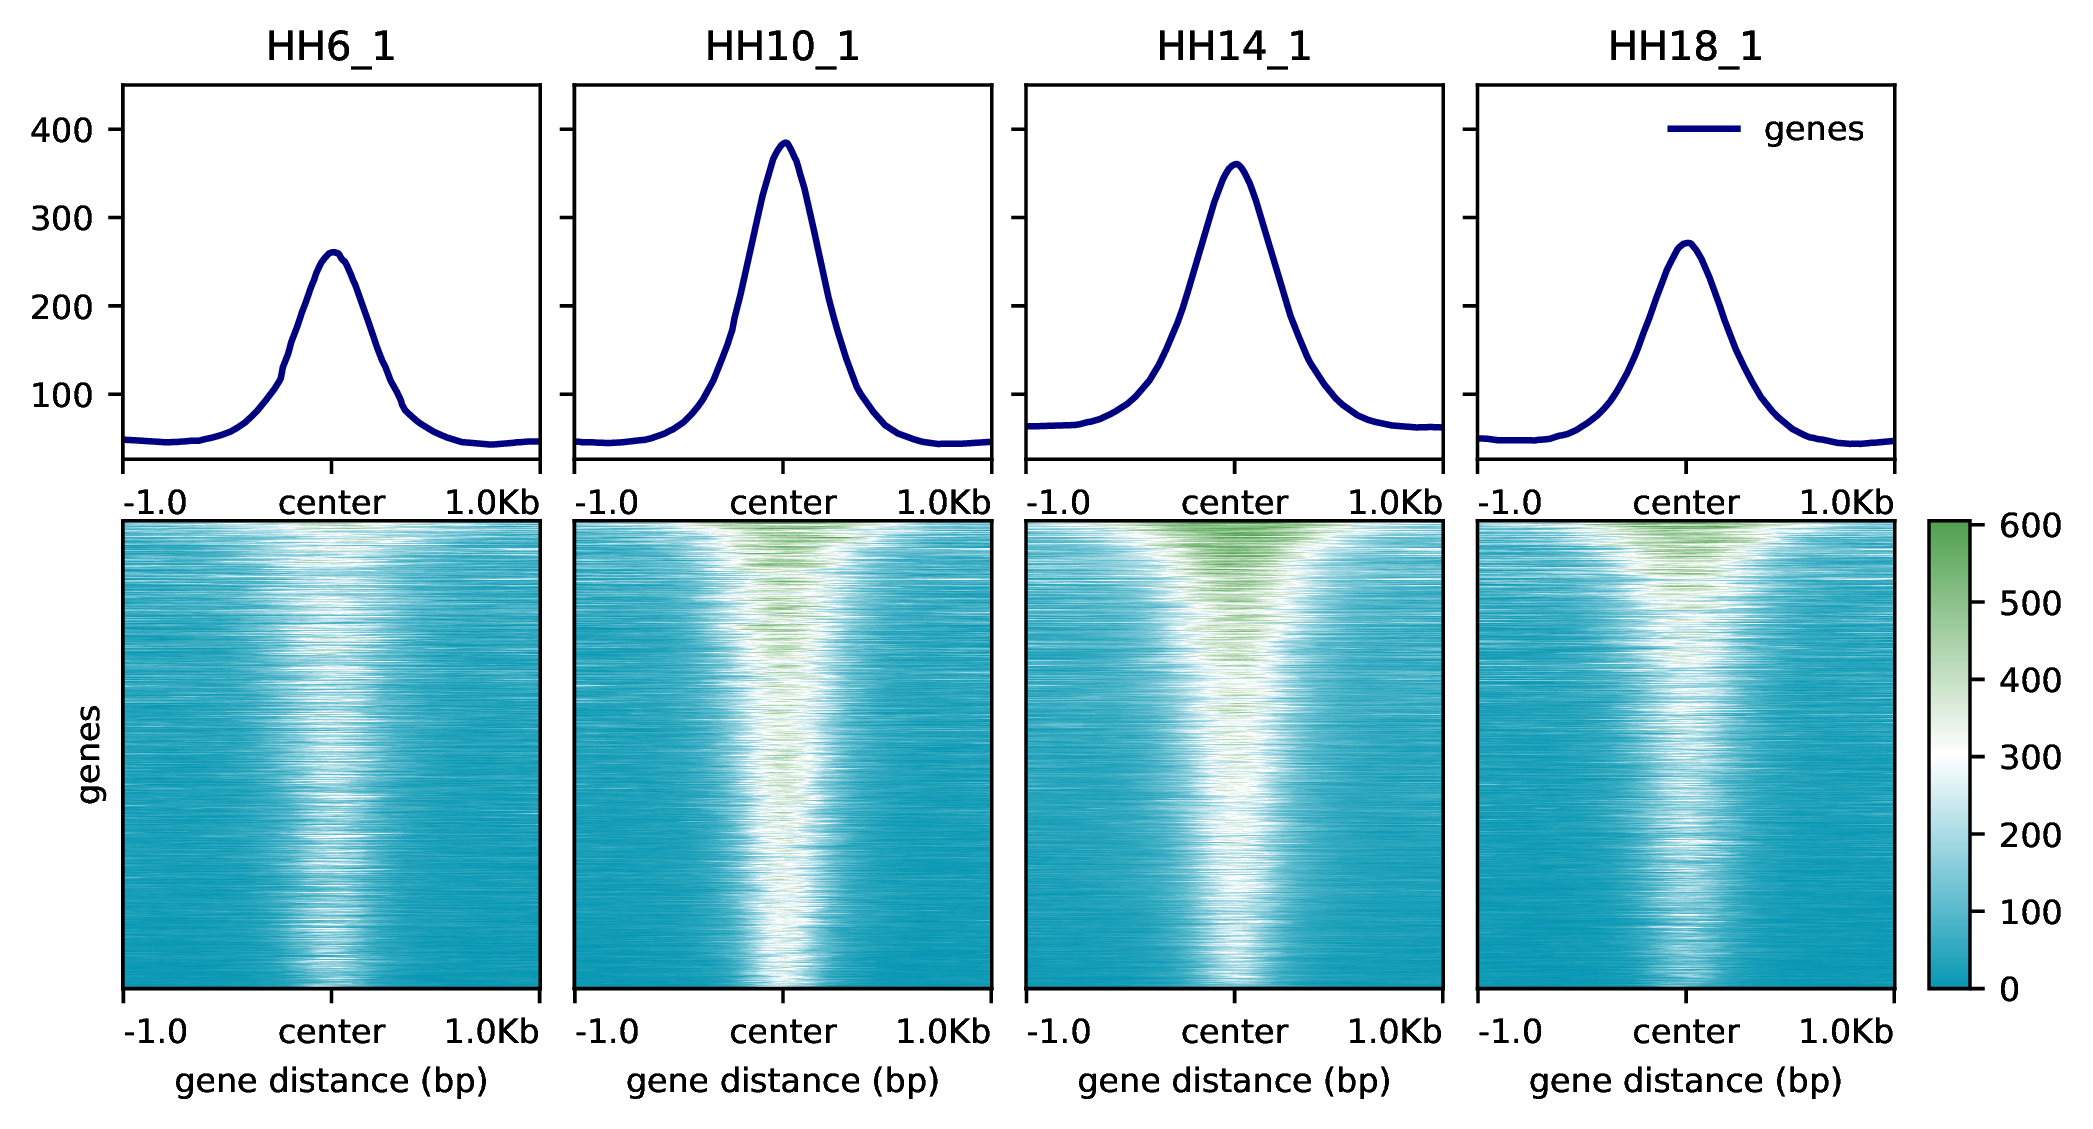 HH6_1 HH10_1 HH14_1 HH18_1
400
300
200
100
genes
-1.0 center 1.0Kb -1.0 center 1.0Kb -1.0 center 1.0Kb -1.0 center 1.0Kb
genes
600
500
400
300
200
100
0
-1.0 center 1.0Kb -1.0 center 1.0Kb -1.0 center 1.0Kb -1.0 center 1.0Kb
gene distance (bp) gene distance (bp) gene distance (bp) gene distance (bp)